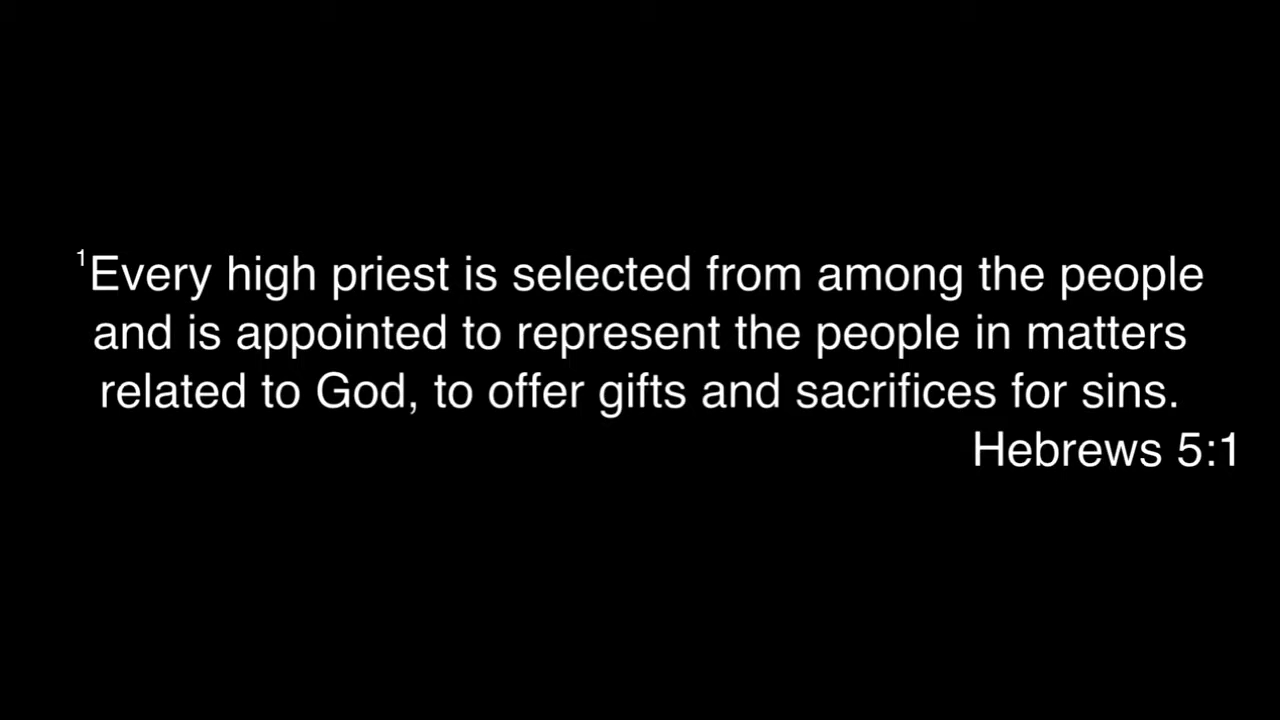 ¹Every high priest is selected from among the people
and is appointed to represent the people in matters
related to God, to offer gifts and sacrifices for sins.
Hebrews 5:1